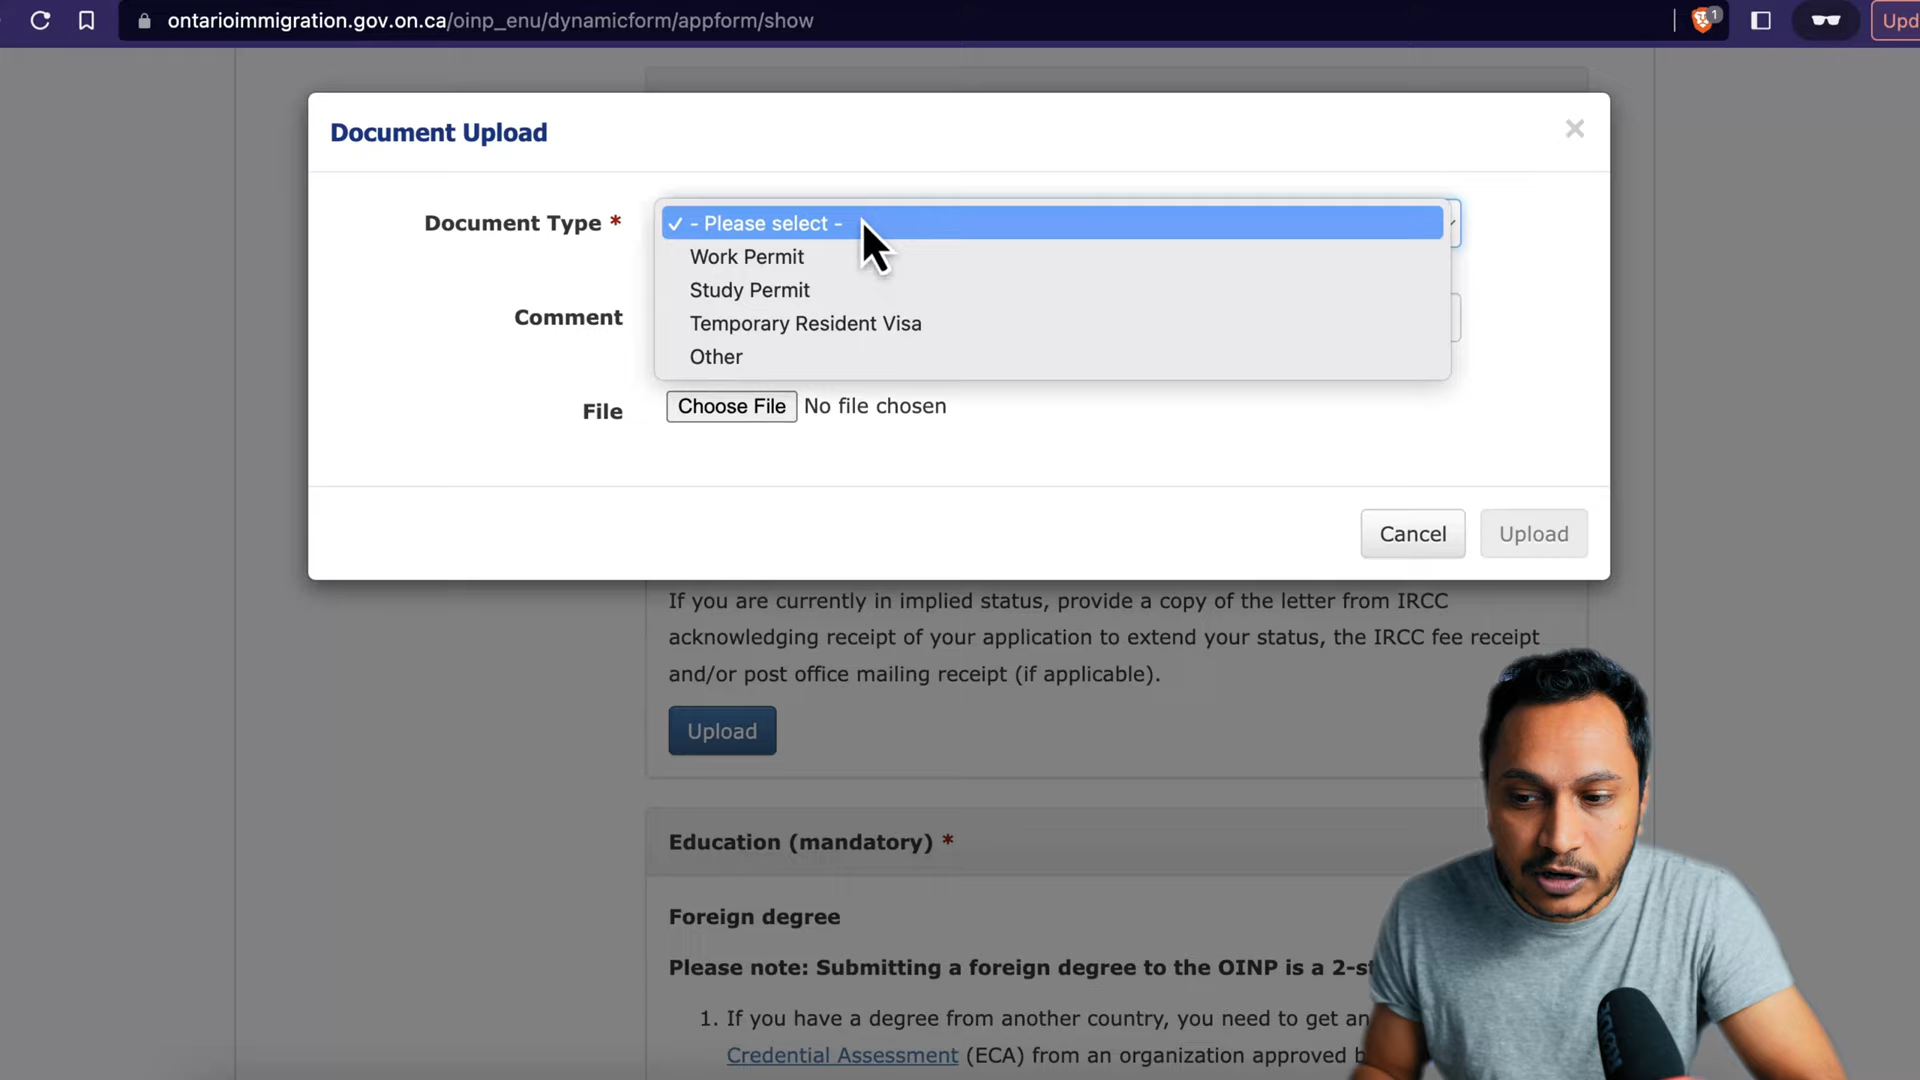 ontarioimmigration.gov.on.ca/oinp_enu/dynamicform/appform/show
1
Upd
Document Upload
×
Document Type *
✓ - Please select -
Work Permit
Study Permit
Temporary Resident Visa
Other
Comment
File
Choose File No file chosen
Cancel
Upload
If you are currently in implied status, provide a copy of the letter from IRCC
acknowledging receipt of your application to extend your status, the IRCC fee receipt
and/or post office mailing receipt (if applicable).
Upload
Education (mandatory) *
Foreign degree
Please note: Submitting a foreign degree to the OINP is a 2-st
1. If you have a degree from another country, you need to get an
Credential Assessment (ECA) from an organization approved b